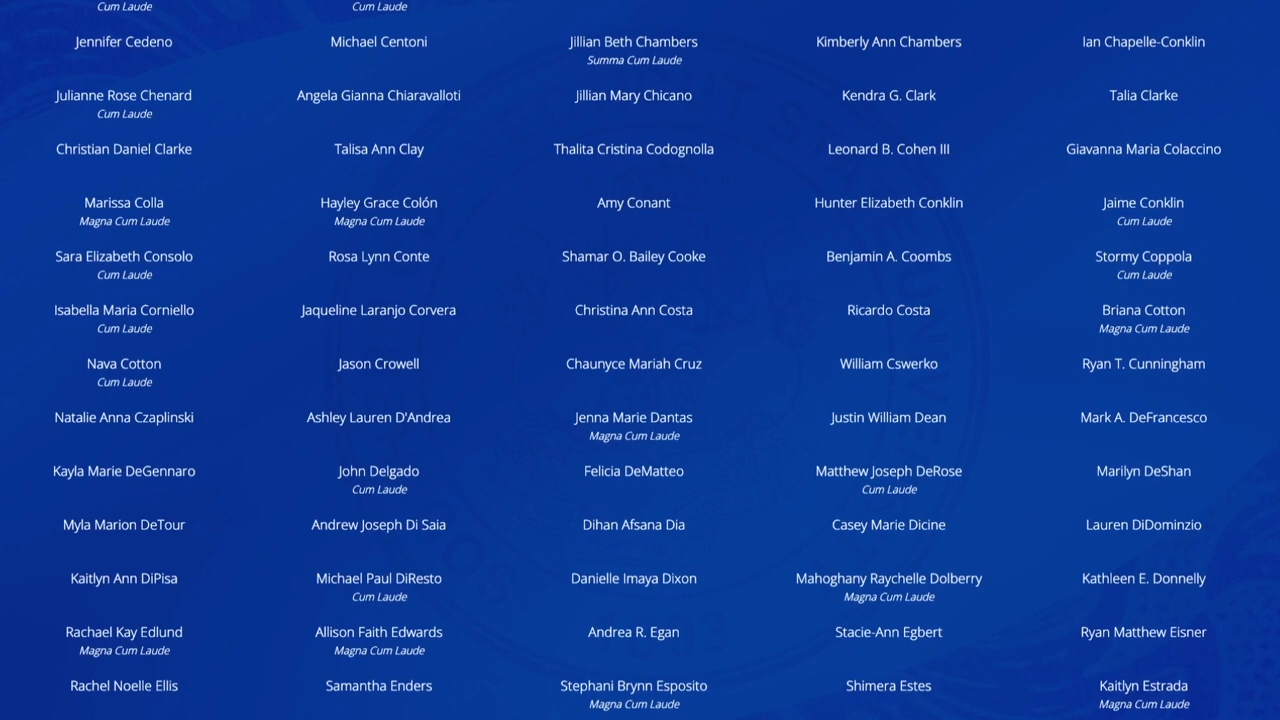 Cum Laude Cum Laude
Jennifer Cedeno Michael Centoni Jillian Beth Chambers Kimberly Ann Chambers Ian Chapelle-Conklin
Summa Cum Laude
Julianne Rose Chenard Angela Gianna Chiaravalloti Jillian Mary Chicano Kendra G. Clark Talia Clarke
Cum Laude
Christian Daniel Clarke Talisa Ann Clay Thalita Cristina Codognolla Leonard B. Cohen III Giavanna Maria Colaccino
Marissa Colla Hayley Grace Colón Amy Conant Hunter Elizabeth Conklin Jaime Conklin
Magna Cum Laude Magna Cum Laude Cum Laude
Sara Elizabeth Consolo Rosa Lynn Conte Shamar O. Bailey Cooke Benjamin A. Coombs Stormy Coppola
Cum Laude Cum Laude
Isabella Maria Corniello Jaqueline Laranjo Corvera Christina Ann Costa Ricardo Costa Briana Cotton
Cum Laude Magna Cum Laude
Nava Cotton Jason Crowell Chaunyce Mariah Cruz William Cswerko Ryan T. Cunningham
Cum Laude
Natalie Anna Czaplinski Ashley Lauren D'Andrea Jenna Marie Dantas Justin William Dean Mark A. DeFrancesco
Magna Cum Laude
Kayla Marie DeGennaro John Delgado Felicia DeMatteo Matthew Joseph DeRose Marilyn DeShan
Cum Laude Cum Laude
Myla Marion DeTour Andrew Joseph Di Saia Dihan Afsana Dia Casey Marie Dicine Lauren DiDominzio
Kaitlyn Ann DiPisa Michael Paul DiResto Danielle Imaya Dixon Mahoghany Raychelle Dolberry Kathleen E. Donnelly
Cum Laude Magna Cum Laude
Rachael Kay Edlund Allison Faith Edwards Andrea R. Egan Stacie-Ann Egbert Ryan Matthew Eisner
Magna Cum Laude Magna Cum Laude
Rachel Noelle Ellis Samantha Enders Stephani Brynn Esposito Shimera Estes Kaitlyn Estrada
Magna Cum Laude Magna Cum Laude